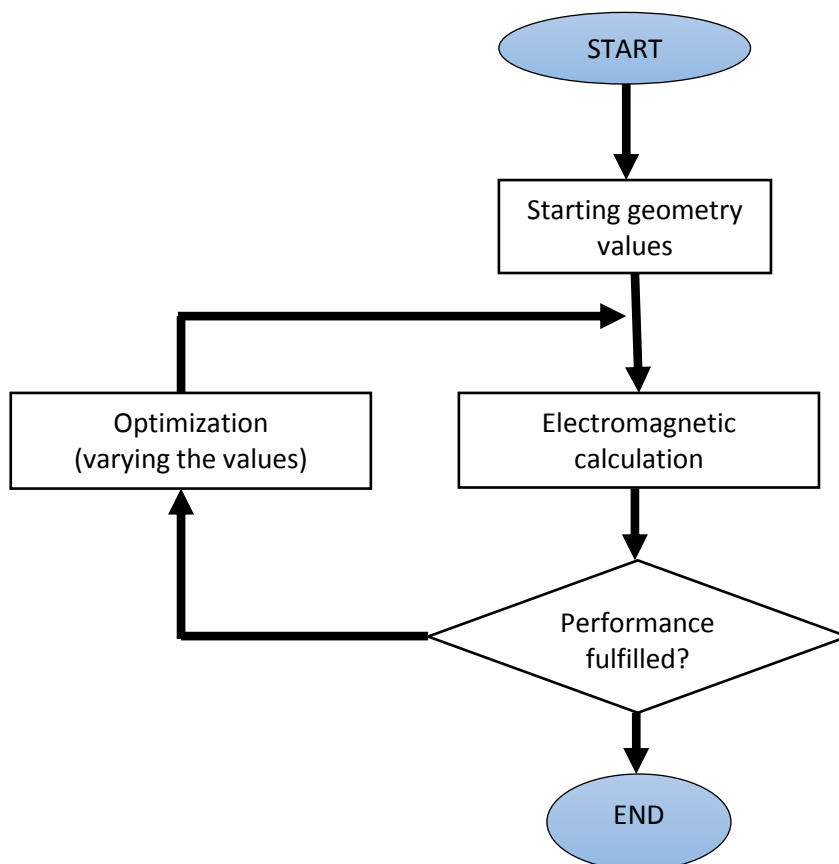 START
Starting geometry
values
Optimization
(varying the values)
Electromagnetic
calculation
Performance
fulfilled?
END